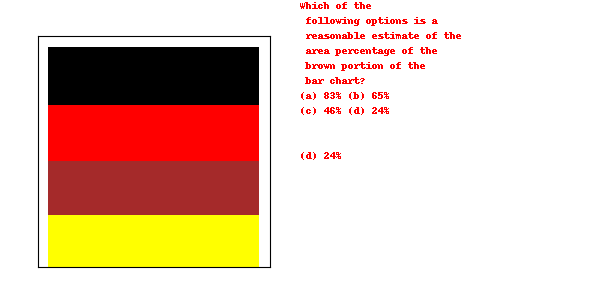 Which of the
following options is a
reasonable estimate of the
area percentage of the
brown portion of the
bar chart?
(a) 83% (b) 65%
(c) 46% (d) 24%
(d) 24%